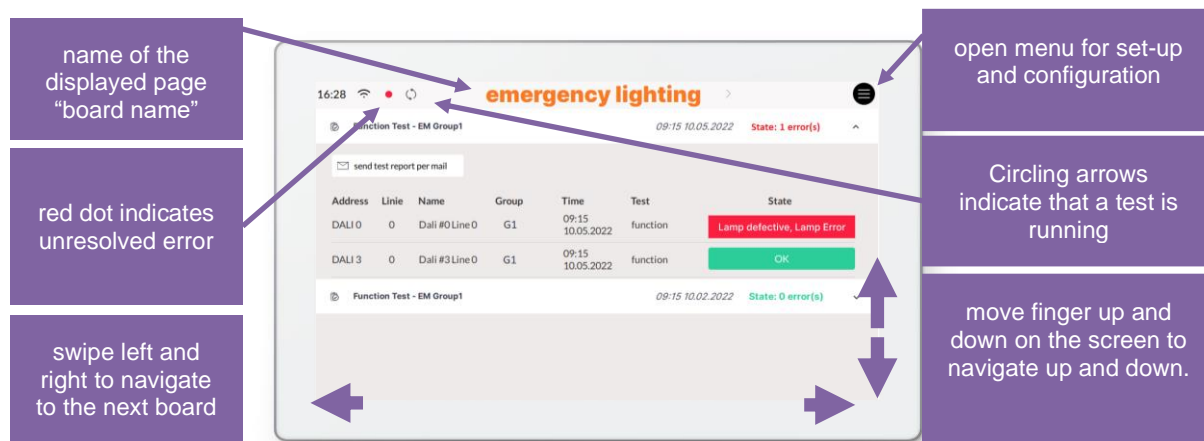 name of the
displayed page
“board name”
red dot indicates
unresolved error
swipe left and
right to navigate
to the next board
16:28
emergency lighting
Function Test - EM Group1 09:15 10.05.2022 State: 1 error(s)
send test report per mail
Address Linie Name Group Time Test State
DALI 0 0 Dali #0 Line 0 G1 09:15 10.05.2022 function Lamp defective, Lamp Error
DALI 3 0 Dali #3 Line 0 G1 09:15 10.05.2022 function OK
Function Test - EM Group1 09:15 10.02.2022 State: 0 error(s)
open menu for set-up
and configuration
Circling arrows
indicate that a test is
running
move finger up and
down on the screen to
navigate up and down.